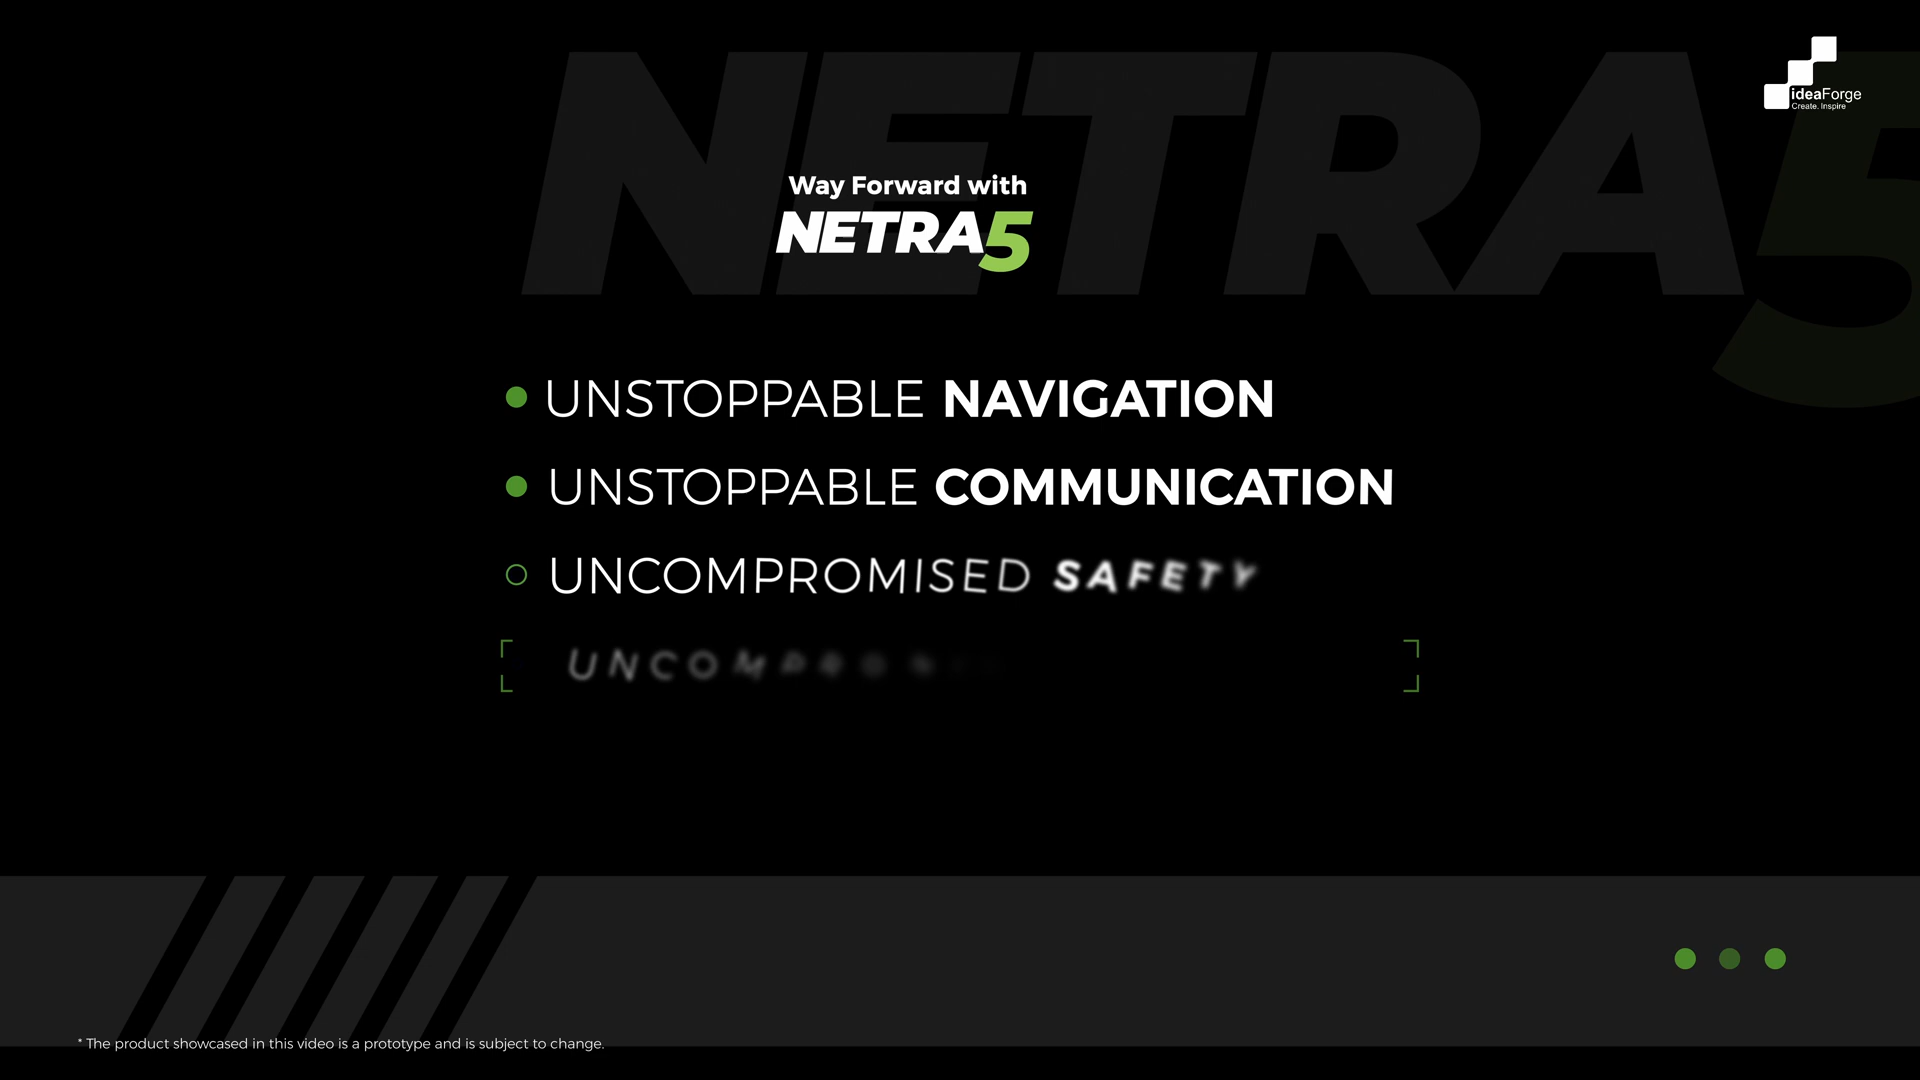 NETRA5
ideaForge
Create. Inspire
Way Forward with
NETRA5
UNSTOPPABLE NAVIGATION
UNSTOPPABLE COMMUNICATION
UNCOMPROMISED SAFETY
* The product showcased in this video is a prototype and is subject to change.